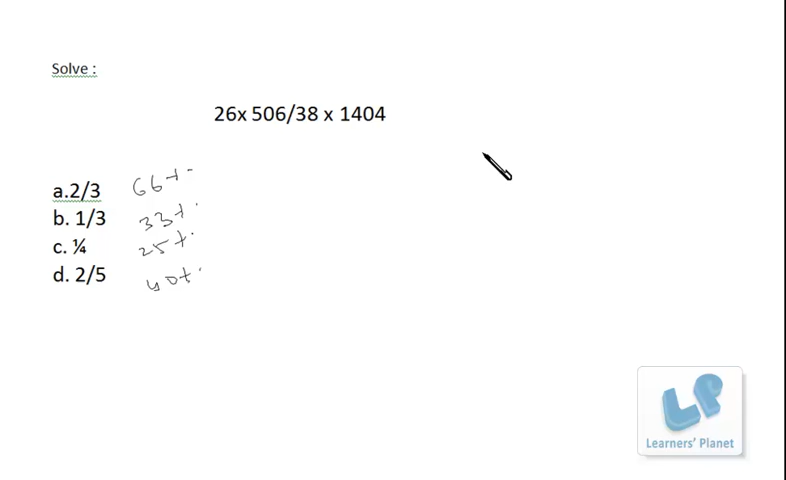 Solve :
26x 506/38 x 1404
a.2/3 66%
b. 1/3 33%
c. ¼ 25%
d. 2/5 40%
LP
Learners' Planet